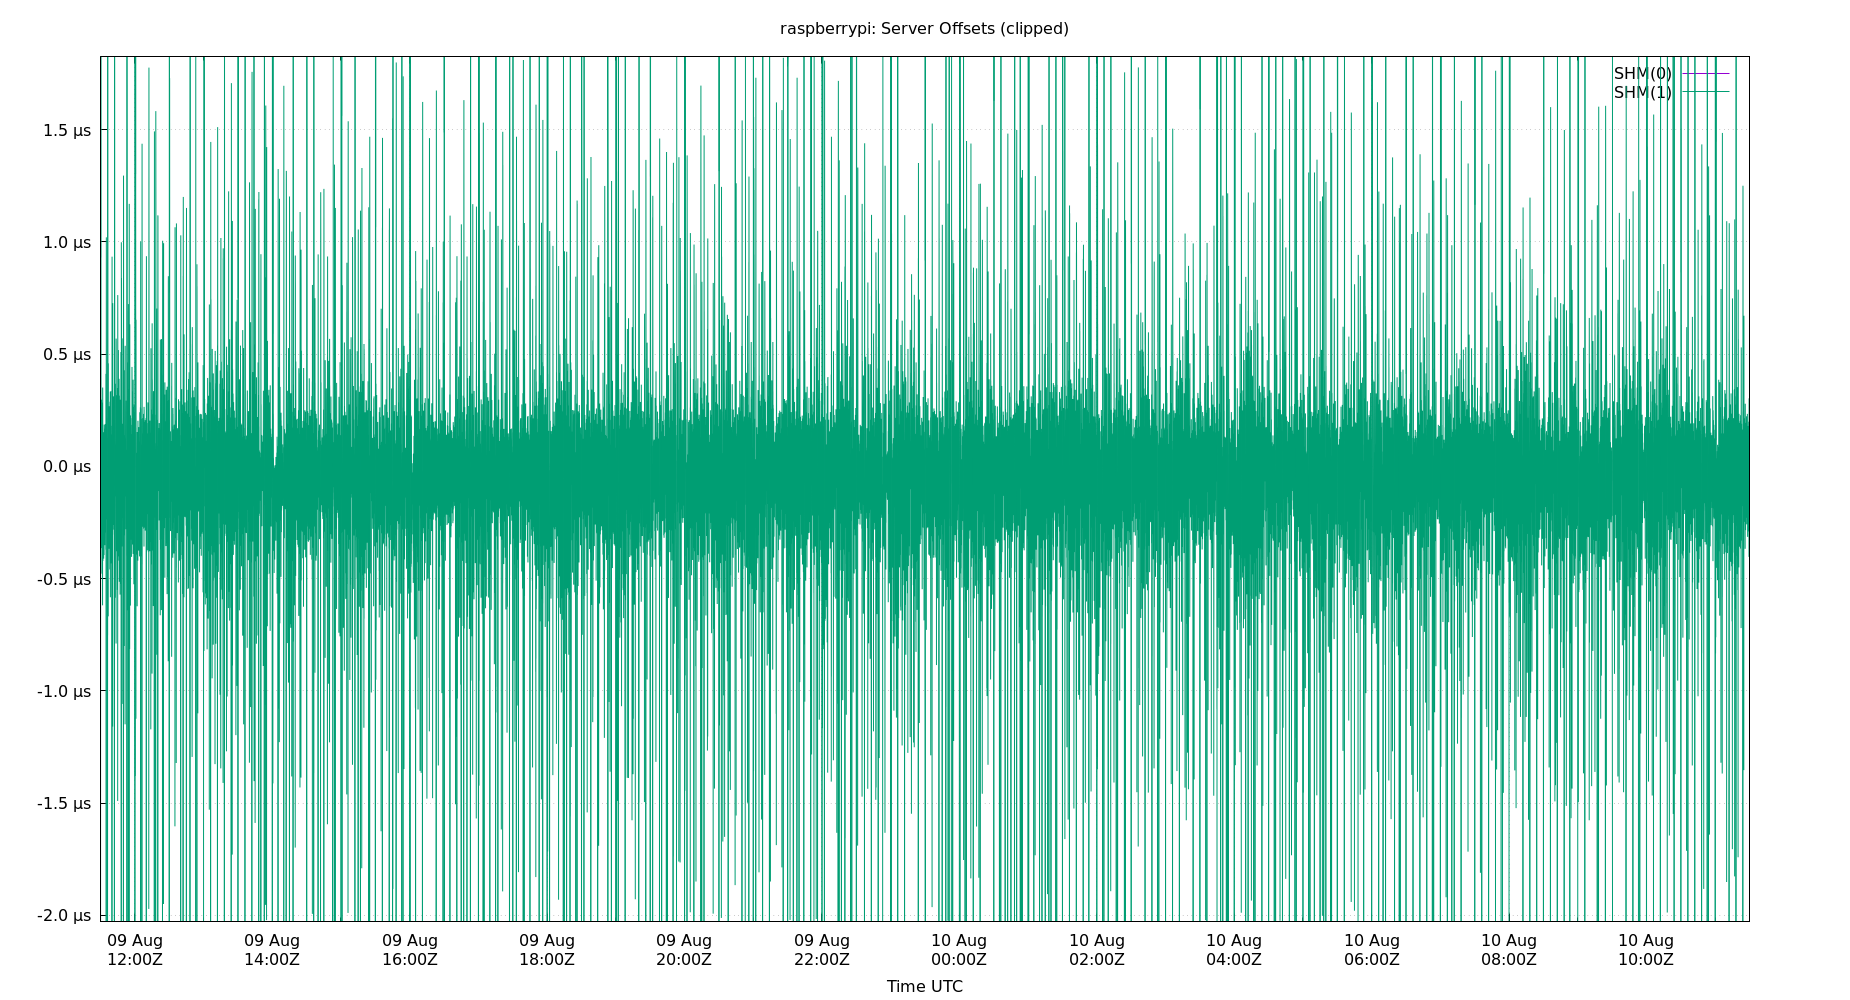 raspberrypi: Server Offsets (clipped)
SHM(0)
SHM(1)
1.5 µs
1.0 µs
0.5 µs
0.0 µs
-0.5 µs
-1.0 µs
-1.5 µs
-2.0 µs
09 Aug 09 Aug 09 Aug 09 Aug 09 Aug 09 Aug 10 Aug 10 Aug 10 Aug 10 Aug 10 Aug 10 Aug
12:00Z 14:00Z 16:00Z 18:00Z 20:00Z 22:00Z 00:00Z 02:00Z 04:00Z 06:00Z 08:00Z 10:00Z
Time UTC